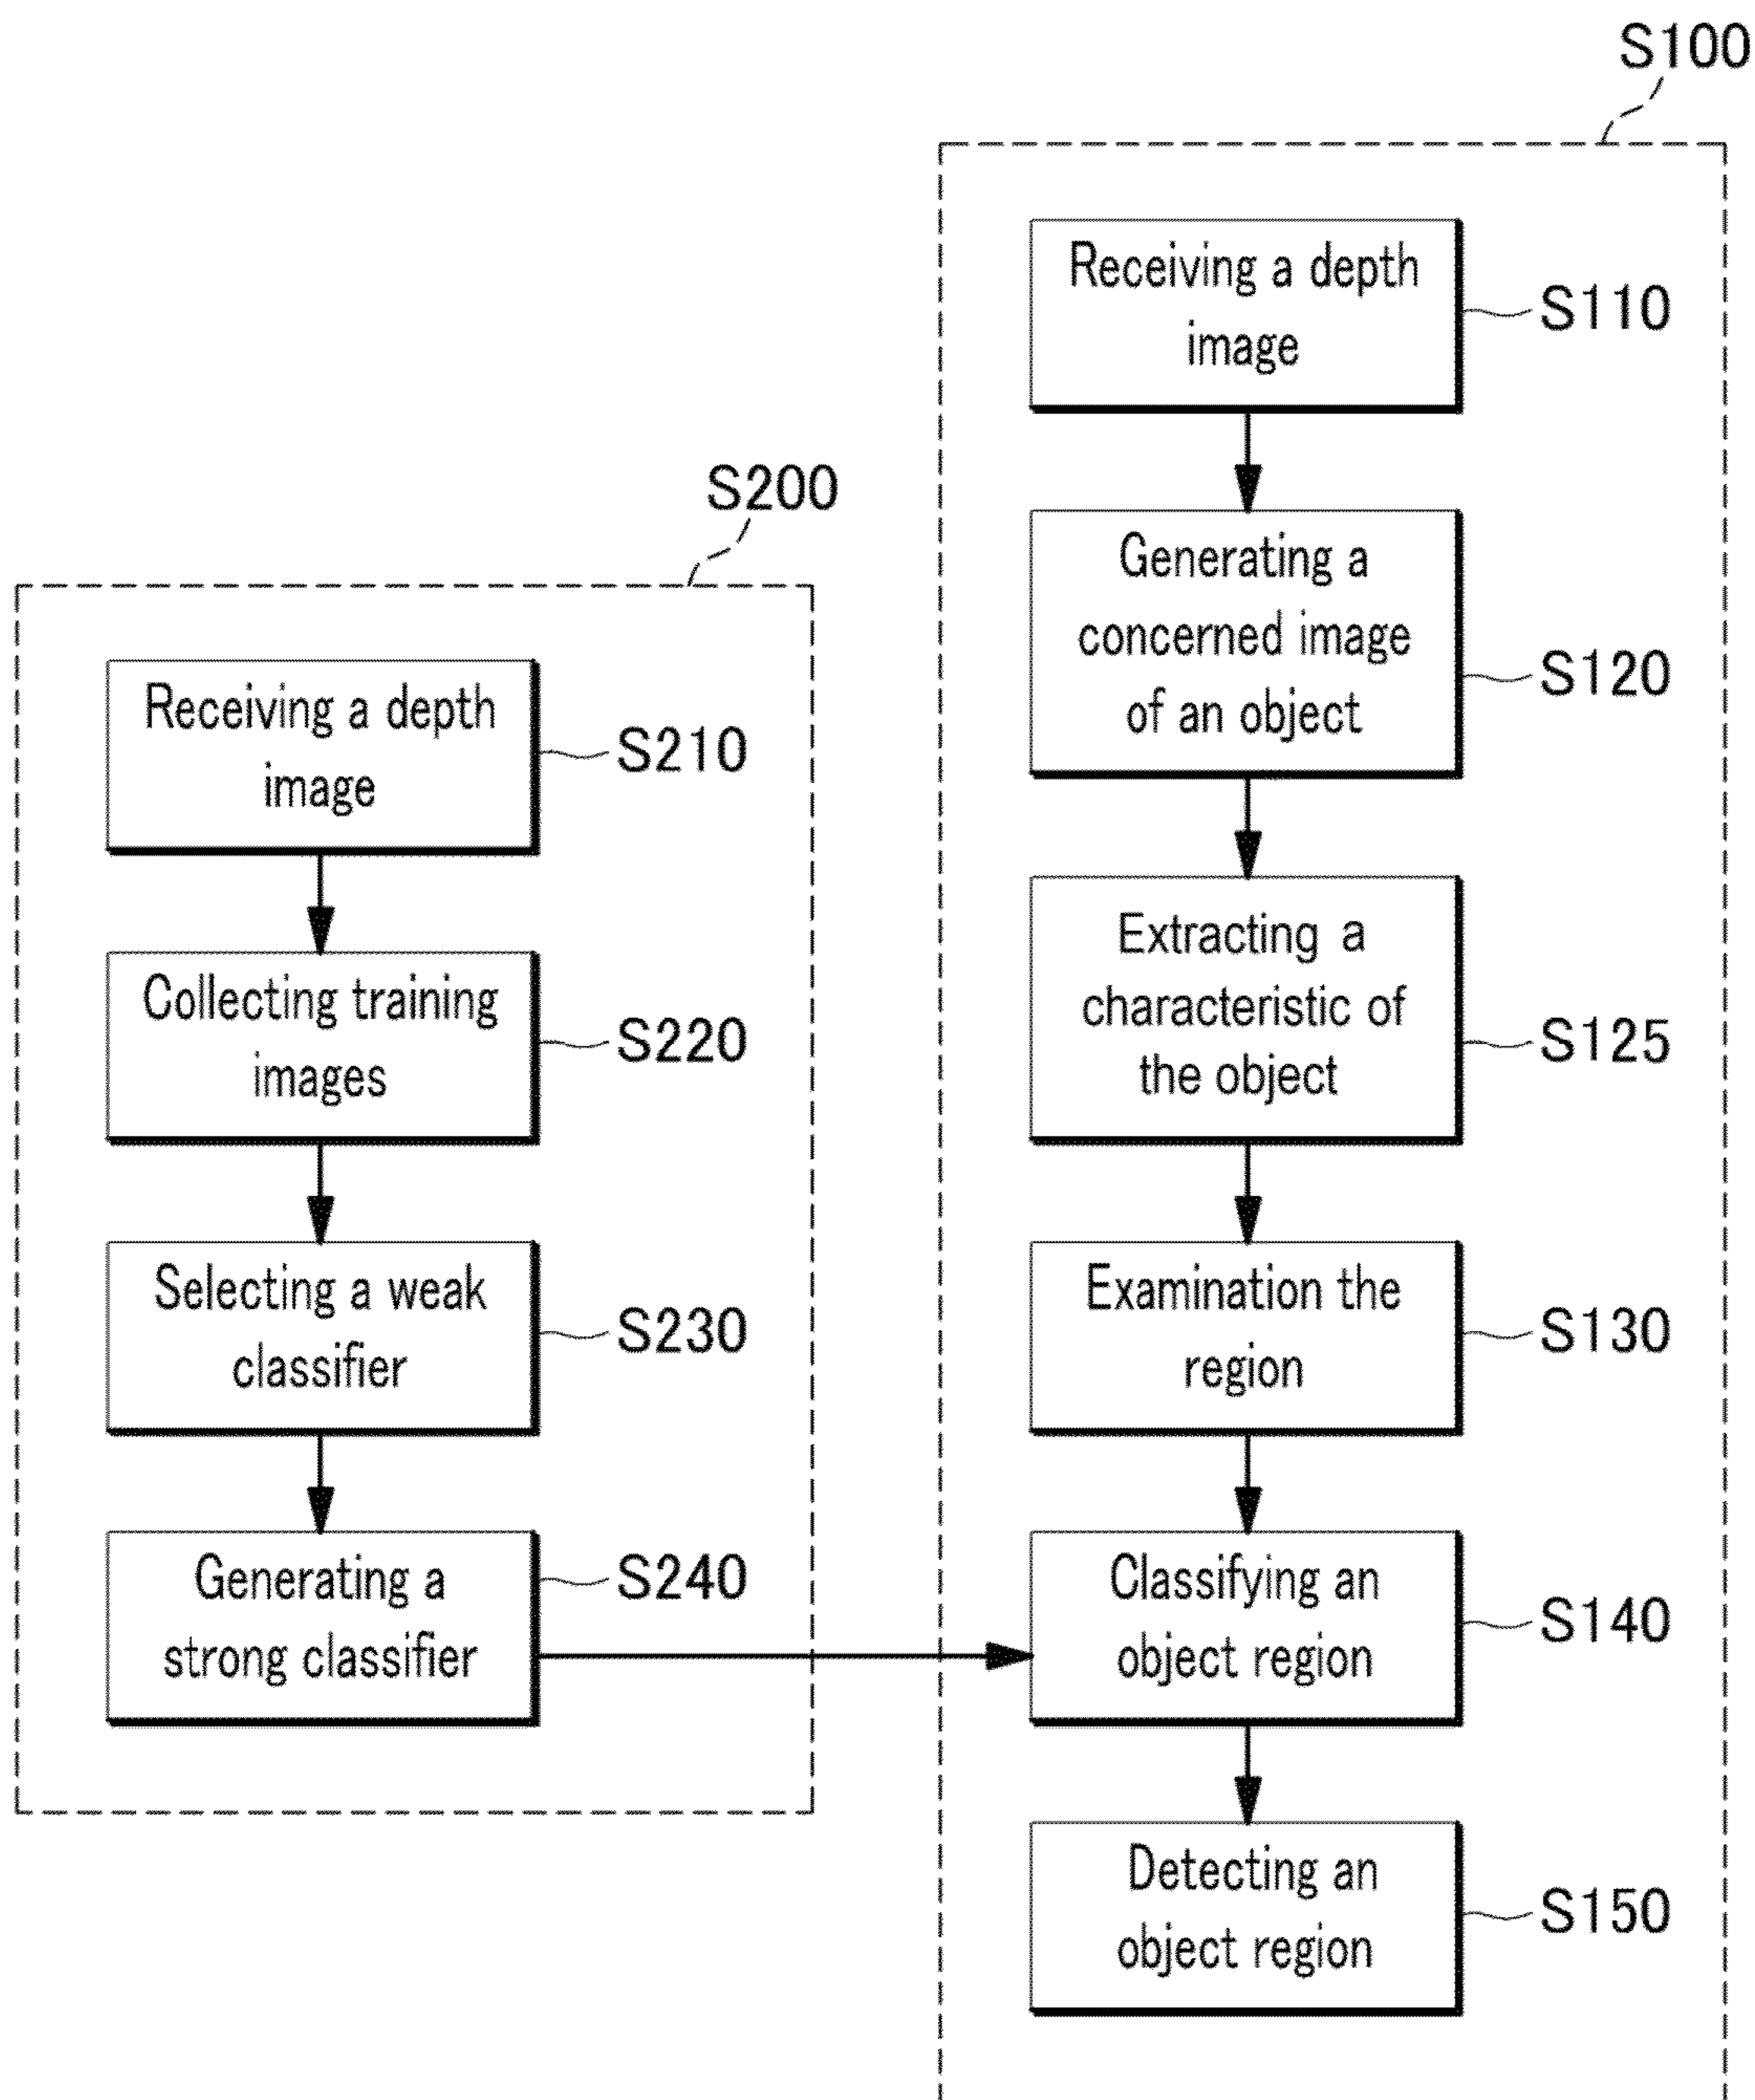 S100
Receiving a depth
image
S110
Generating a
concerned image
of an object
S120
Extracting a
characteristic of
the object
S125
Examination the
region
S130
Classifying an
object region
S140
Detecting an
object region
S150
S200
Receiving a depth
image
S210
Collecting training
images
S220
Selecting a weak
classifier
S230
Generating a
strong classifier
S240